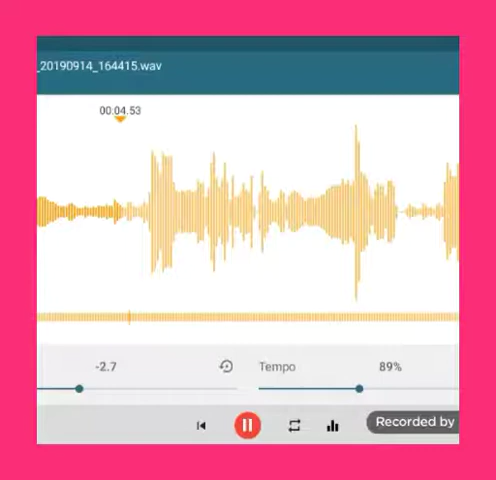 _20190914_164415.wav
00:04.53
-2.7
Tempo
89%
Recorded by